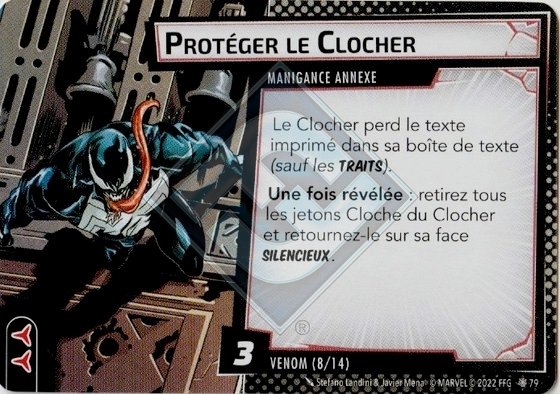 PROTÉGER LE CLOCHER
MANIGANCE ANNEXE
Le Clocher perd le texte
imprimé dans sa boîte de texte
(sauf les TRAITS).
Une fois révélée : retirez tous
les jetons Cloche du Clocher
et retournez-le sur sa face
SILENCIEUX.
®
3
VENOM (8/14)
Stefano Landini & Javier Mena © MARVEL © 2022 FFG 79